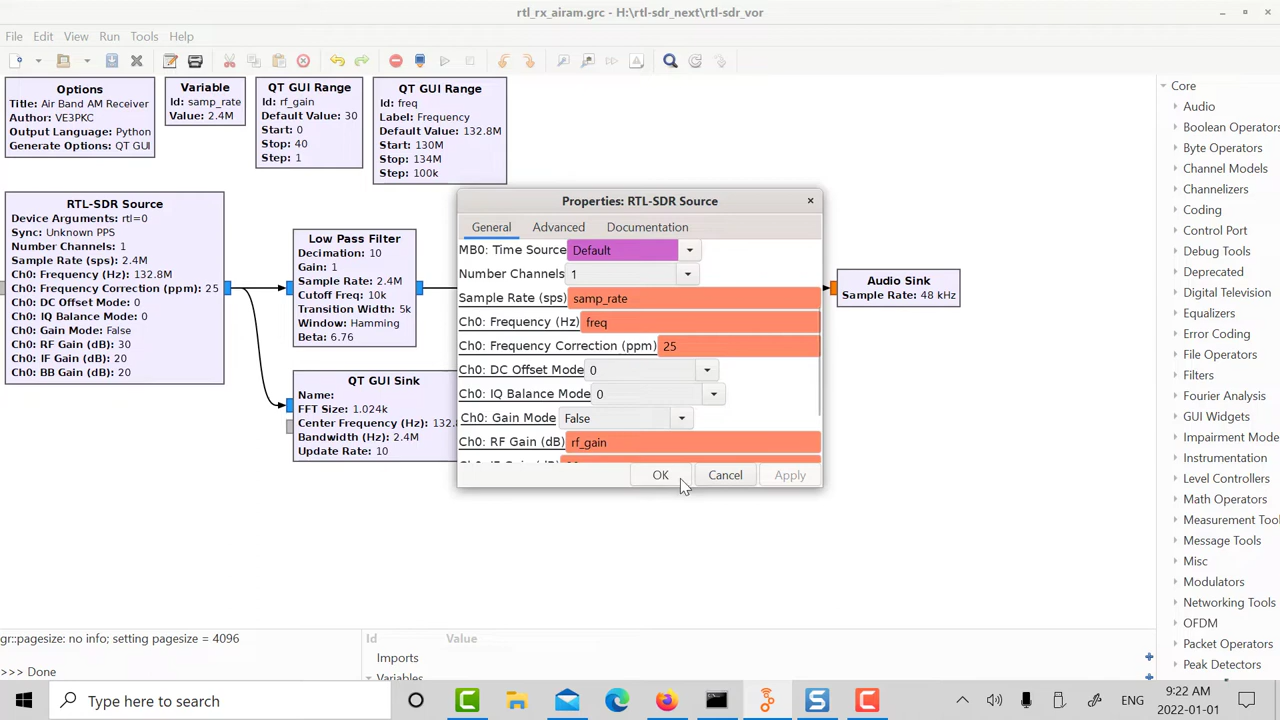 rtl_rx_airam.grc - H:\rtl-sdr_next\rtl-sdr_vor
File Edit View Run Tools Help
Options
Title: Air Band AM Receiver
Author: VE3PKC
Output Language: Python
Generate Options: QT GUI
Variable
Id: samp_rate
Value: 2.4M
QT GUI Range
Id: rf_gain
Default Value: 30
Start: 0
Stop: 40
Step: 1
QT GUI Range
Id: freq
Label: Frequency
Default Value: 132.8M
Start: 130M
Stop: 134M
Step: 100k
RTL-SDR Source
Device Arguments: rtl=0
Sync: Unknown PPS
Number Channels: 1
Sample Rate (sps): 2.4M
Ch0: Frequency (Hz): 132.8M
Ch0: Frequency Correction (ppm): 25
Ch0: DC Offset Mode: 0
Ch0: IQ Balance Mode: 0
Ch0: Gain Mode: False
Ch0: RF Gain (dB): 30
Ch0: IF Gain (dB): 20
Ch0: BB Gain (dB): 20
Low Pass Filter
Decimation: 10
Gain: 1
Sample Rate: 2.4M
Cutoff Freq: 10k
Transition Width: 5k
Window: Hamming
Beta: 6.76
QT GUI Sink
Name:
FFT Size: 1.024k
Center Frequency (Hz): 132.8
Bandwidth (Hz): 2.4M
Update Rate: 10
Properties: RTL-SDR Source
General Advanced Documentation
MB0: Time Source Default
Number Channels 1
Sample Rate (sps) samp_rate
Ch0: Frequency (Hz) freq
Ch0: Frequency Correction (ppm) 25
Ch0: DC Offset Mode 0
Ch0: IQ Balance Mode 0
Ch0: Gain Mode False
Ch0: RF Gain (dB) rf_gain
OK Cancel Apply
Audio Sink
Sample Rate: 48 kHz
Core
Audio
Boolean Operators
Byte Operators
Channel Models
Channelizers
Coding
Control Port
Debug Tools
Deprecated
Digital Television
Equalizers
Error Coding
File Operators
Filters
Fourier Analysis
GUI Widgets
Impairment Mode
Instrumentation
Level Controllers
Math Operators
Measurement Tool
Message Tools
Misc
Modulators
Networking Tools
OFDM
Packet Operators
Peak Detectors
gr::pagesize: no info; setting pagesize = 4096
>>> Done
Id Value
Imports
Variables
Type here to search
ENG
9:22 AM
2022-01-01